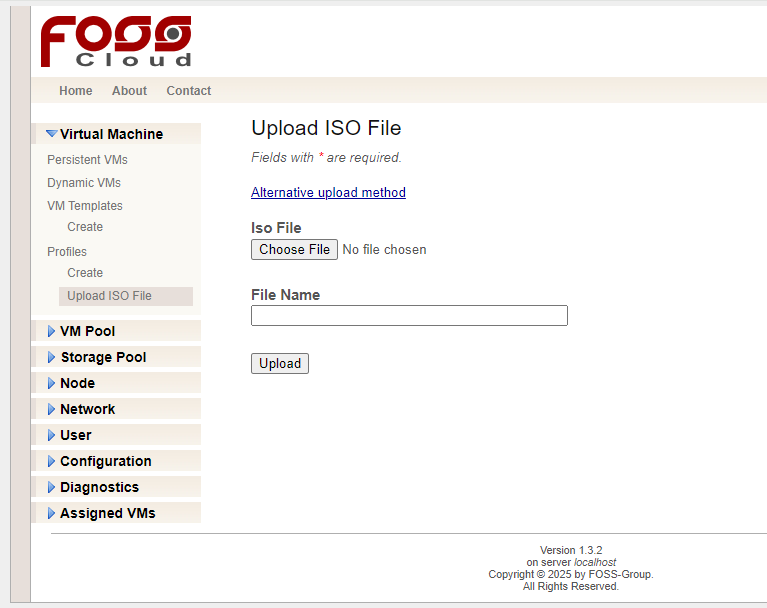 FOSS
Cloud
Home About Contact
Virtual Machine
Persistent VMs
Dynamic VMs
VM Templates
Create
Profiles
Create
Upload ISO File
VM Pool
Storage Pool
Node
Network
User
Configuration
Diagnostics
Assigned VMs
Upload ISO File
Fields with * are required.
Alternative upload method
Iso File
Choose File No file chosen
File Name
Upload
Version 1.3.2
on server localhost
Copyright © 2025 by FOSS-Group.
All Rights Reserved.